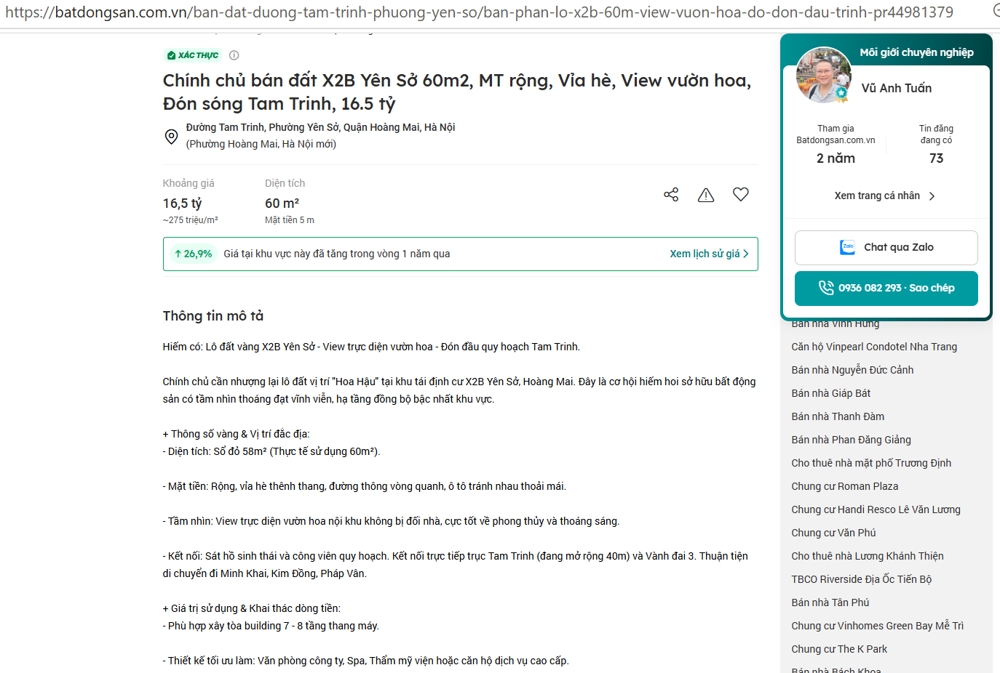 https://batdongsan.com.vn/ban-dat-duong-tam-trinh-phuong-yen-so/ban-phan-lo-x2b-60m-view-vuon-hoa-do-don-dau-trinh-pr44981379
XÁC THỰC
Chính chủ bán đất X2B Yên Sở 60m2, MT rộng, Vỉa hè, View vườn hoa,
Đón sóng Tam Trinh, 16.5 tỷ
Đường Tam Trinh, Phường Yên Sở, Quận Hoàng Mai, Hà Nội
(Phường Hoàng Mai, Hà Nội mới)
Khoảng giá
16,5 tỷ
~275 triệu/m²
Diện tích
60 m²
Mặt tiền 5 m
26,9%
Giá tại khu vực này đã tăng trong vòng 1 năm qua
Xem lịch sử giá
Thông tin mô tả
Hiếm có: Lô đất vàng X2B Yên Sở - View trực diện vườn hoa - Đón đầu quy hoạch Tam Trinh.
Chính chủ cần nhượng lại lô đất vị trí "Hoa Hậu" tại khu tái định cư X2B Yên Sở, Hoàng Mai. Đây là cơ hội hiếm hoi sở hữu bất động
sản có tầm nhìn thoáng đạt vĩnh viễn, hạ tầng đồng bộ bậc nhất khu vực.
+ Thông số vàng & Vị trí đắc địa:
- Diện tích: Sổ đỏ 58m² (Thực tế sử dụng 60m²).
- Mặt tiền: Rộng, vỉa hè thênh thang, đường thông vòng quanh, ô tô tránh nhau thoải mái.
- Tầm nhìn: View trực diện vườn hoa nội khu không bị đối nhà, cực tốt về phong thủy và thoáng sáng.
- Kết nối: Sát hồ sinh thái và công viên quy hoạch. Kết nối trực tiếp trục Tam Trinh (đang mở rộng 40m) và Vành đai 3. Thuận tiện
di chuyển đi Minh Khai, Kim Đồng, Pháp Vân.
+ Giá trị sử dụng & Khai thác dòng tiền:
- Phù hợp xây tòa building 7 - 8 tầng thang máy.
- Thiết kế tối ưu làm: Văn phòng công ty, Spa, Thẩm mỹ viện hoặc căn hộ dịch vụ cao cấp.
Môi giới chuyên nghiệp
Vũ Anh Tuấn
Tham gia
Batdongsan.com.vn
2 năm
Tin đăng
đang có
73
Xem trang cá nhân
Zalo
Chat qua Zalo
0936 082 293 · Sao chép
Bán nhà Vĩnh Hưng
Căn hộ Vinpearl Condotel Nha Trang
Bán nhà Nguyễn Đức Cảnh
Bán nhà Giáp Bát
Bán nhà Thanh Đàm
Bán nhà Phan Đăng Giảng
Cho thuê nhà mặt phố Trương Định
Chung cư Roman Plaza
Chung cư Handi Resco Lê Văn Lương
Chung cư Văn Phú
Cho thuê nhà Lương Khánh Thiện
TBCO Riverside Địa Ốc Tiến Bộ
Bán nhà Tân Phú
Chung cư Vinhomes Green Bay Mễ Trì
Chung cư The K Park
Bán nhà Bách Khoa